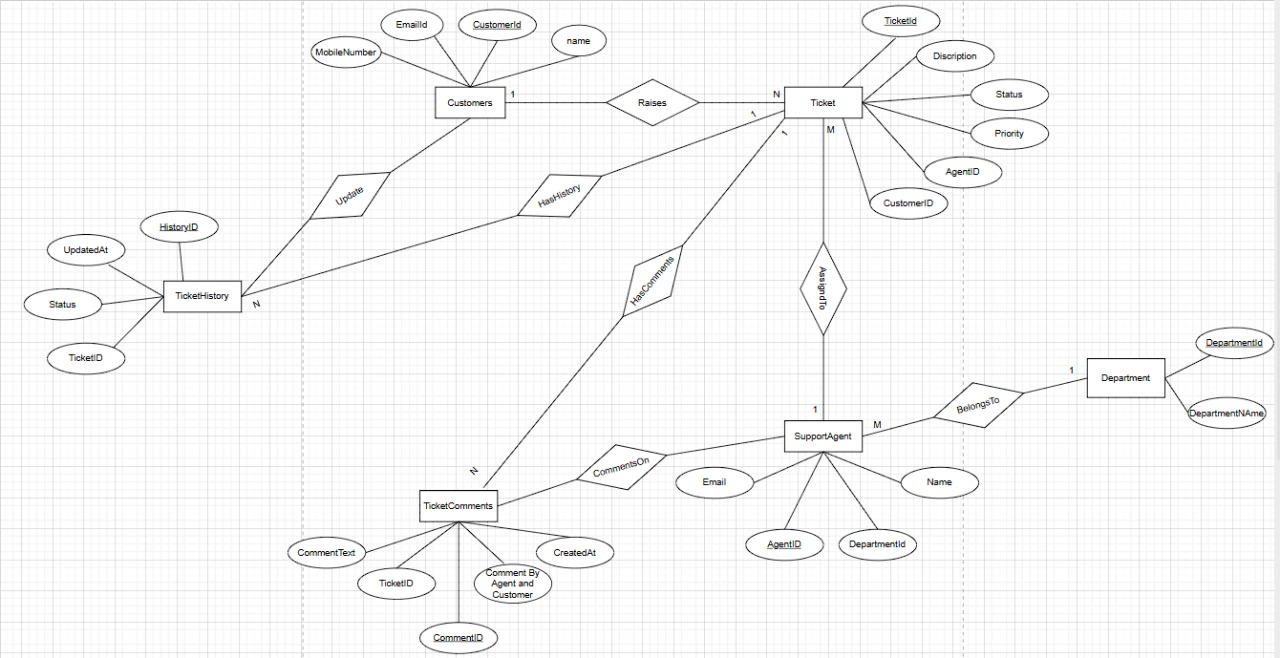 TicketId
EmailId
CustomerId
name
MobileNumber
Discription
Status
Priority
AgentID
CustomerID
Customers
1
Raises
N
Ticket
1
1
M
Update
HasHistory
HistoryID
UpdatedAt
Status
TicketID
TicketHistory
N
HasComments
AssigndTo
DepartmentId
Department
DepartmentNAme
1
BelongsTo
M
1
SupportAgent
Email
Name
AgentID
DepartmentId
CommentsOn
N
TicketComments
CommentText
TicketID
Comment By
Agent and
Customer
CreatedAt
CommentID